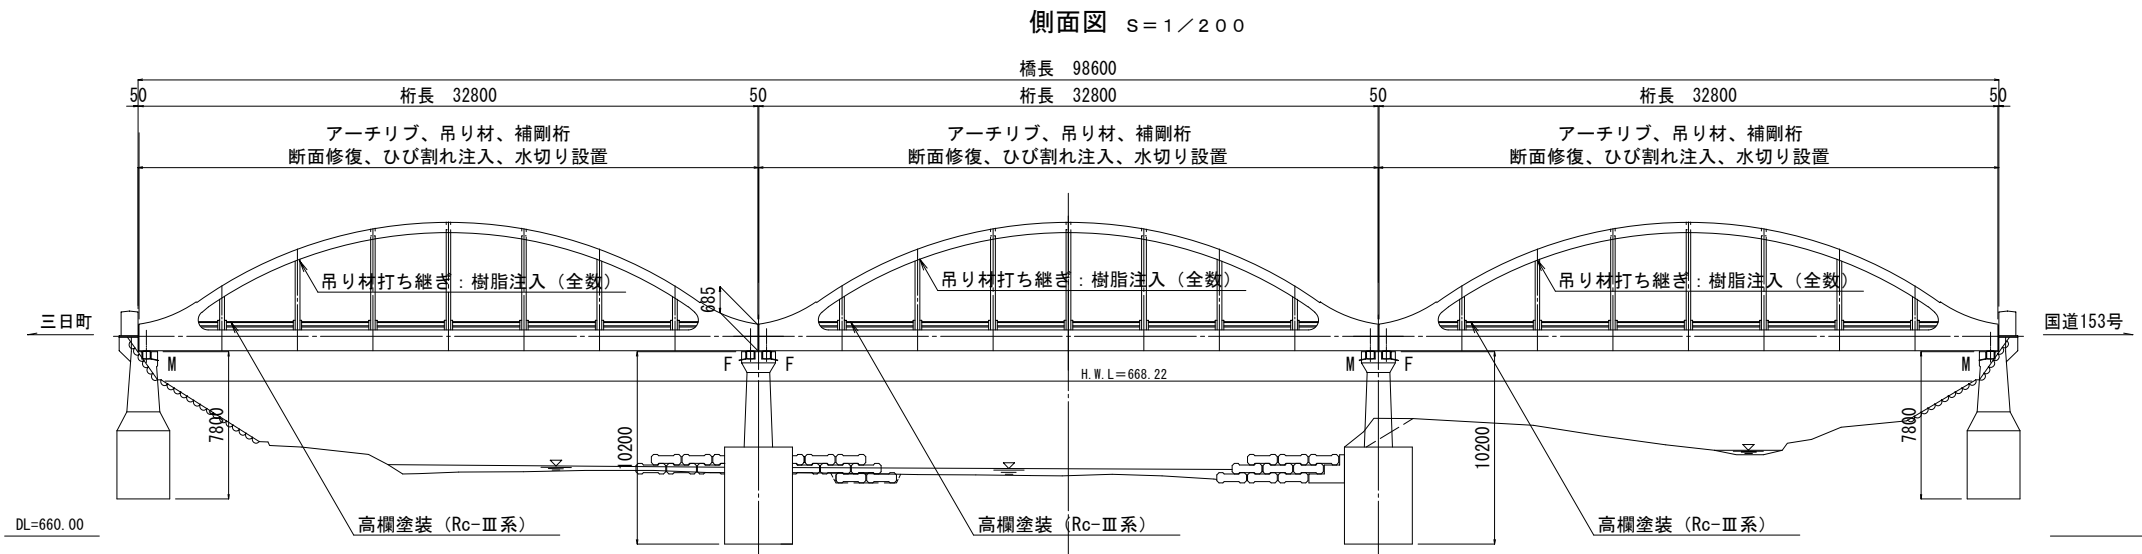 側面図 S=1/200
橋長 98600
50 桁長 32800 50 桁長 32800 50 桁長 32800 50
アーチリブ、吊り材、補剛桁 アーチリブ、吊り材、補剛桁 アーチリブ、吊り材、補剛桁
断面修復、ひび割れ注入、水切り設置 断面修復、ひび割れ注入、水切り設置 断面修復、ひび割れ注入、水切り設置
吊り材打ち継ぎ:樹脂注入(全数) 吊り材打ち継ぎ:樹脂注入(全数) 吊り材打ち継ぎ:樹脂注入(全数)
685
三日町 国道153号
M F F M F M
H.W.L=668.22
7800 10200 10200 7800
高欄塗装(Rc-Ⅲ系) 高欄塗装(Rc-Ⅲ系) 高欄塗装(Rc-Ⅲ系)
DL=660.00